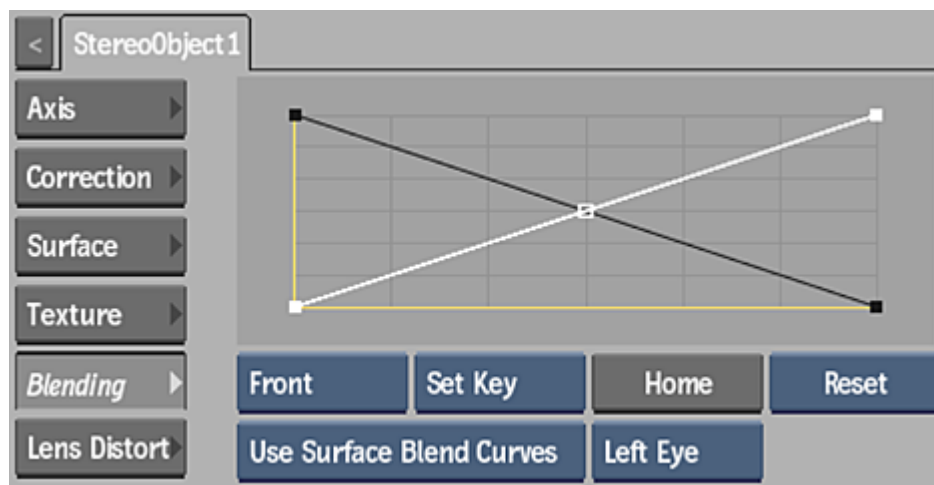 < StereoObject1
Axis
Correction
Surface
Texture
Blending
Lens Distort
Front Set Key Home Reset
Use Surface Blend Curves Left Eye